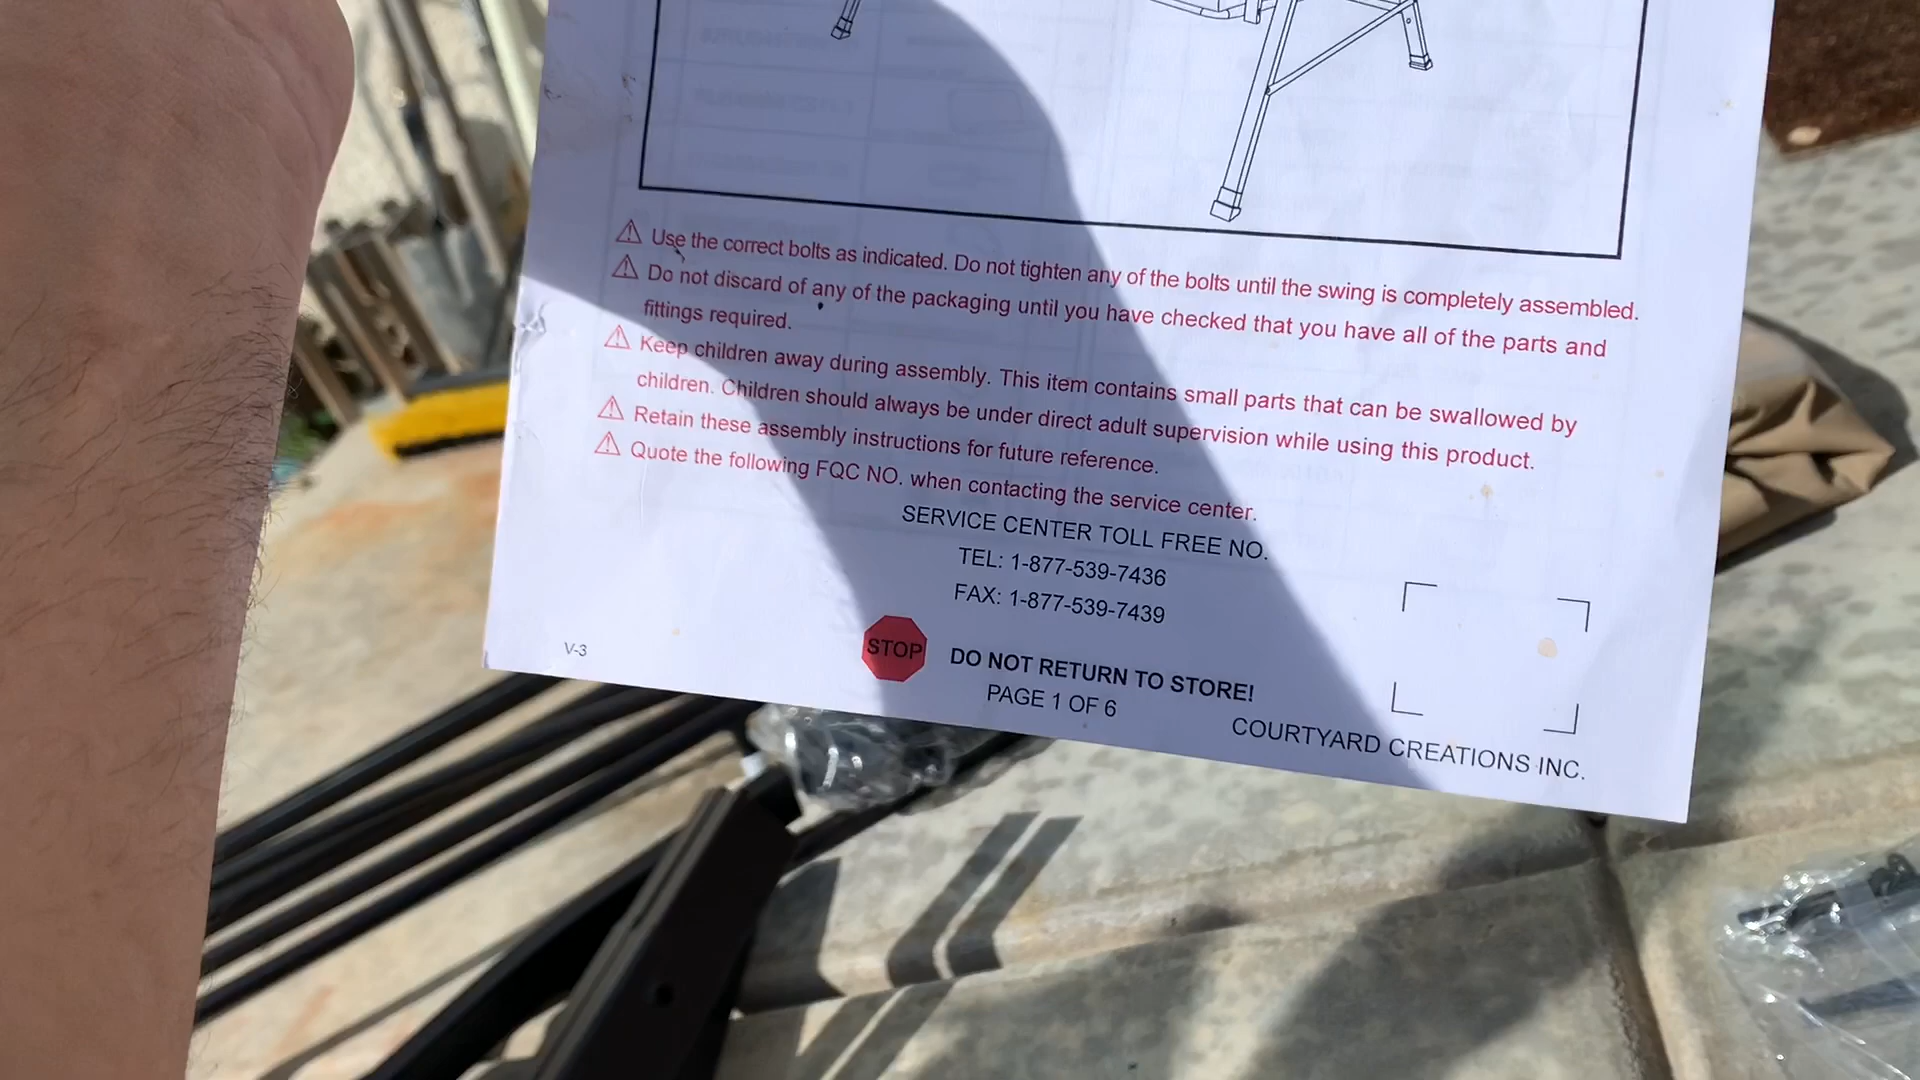 Use the correct bolts as indicated. Do not tighten any of the bolts until the swing is completely assembled.
Do not discard of any of the packaging until you have checked that you have all of the parts and
fittings required.
Keep children away during assembly. This item contains small parts that can be swallowed by
children. Children should always be under direct adult supervision while using this product.
Retain these assembly instructions for future reference.
Quote the following FQC NO. when contacting the service center.
SERVICE CENTER TOLL FREE NO.
TEL: 1-877-539-7436
FAX: 1-877-539-7439
V-3
STOP
DO NOT RETURN TO STORE!
PAGE 1 OF 6
COURTYARD CREATIONS INC.